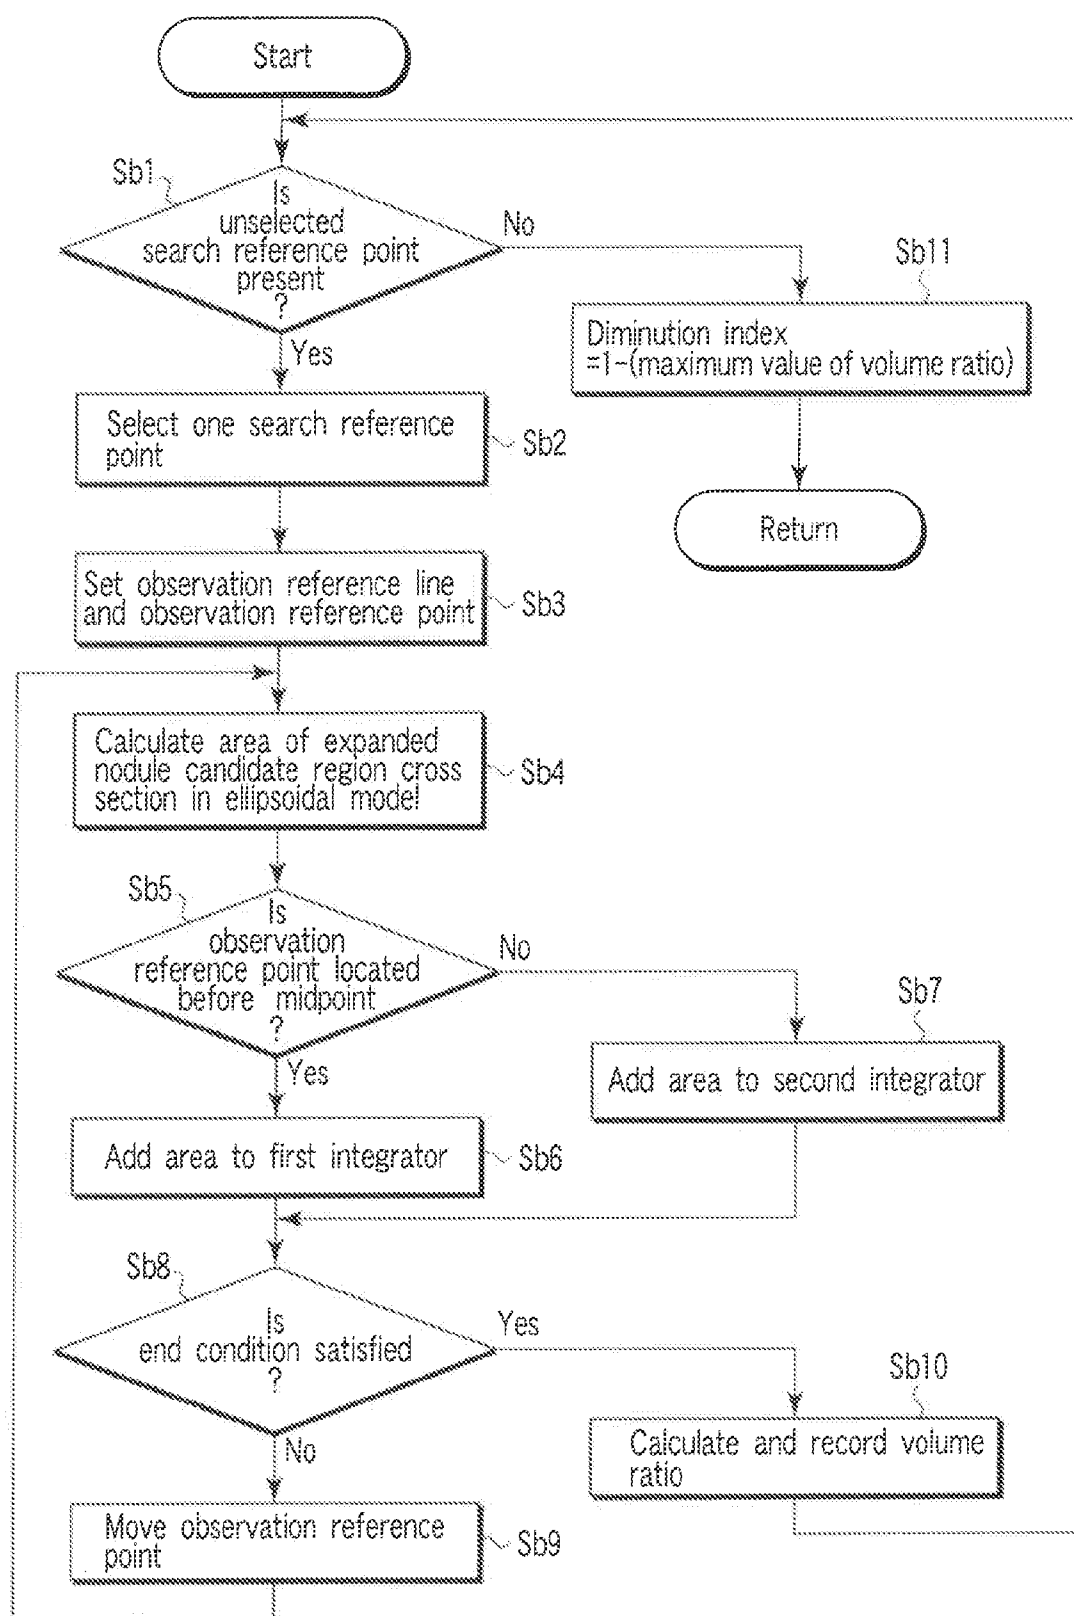 Start
Sb1
Is
unselected
search reference point
present
?
No
Yes
Sb11
Diminution index
=1-(maximum value of volume ratio)
Select one search reference
point
Sb2
Return
Set observation reference line
and observation reference point
Sb3
Calculate area of expanded
nodule candidate region cross
section in ellipsoidal model
Sb4
Sb5
Is
observation
reference point located
before midpoint
?
No
Yes
Sb7
Add area to second integrator
Add area to first integrator
Sb6
Sb8
Is
end condition satisfied
?
Yes
No
Sb10
Calculate and record volume
ratio
Move observation reference
point
Sb9